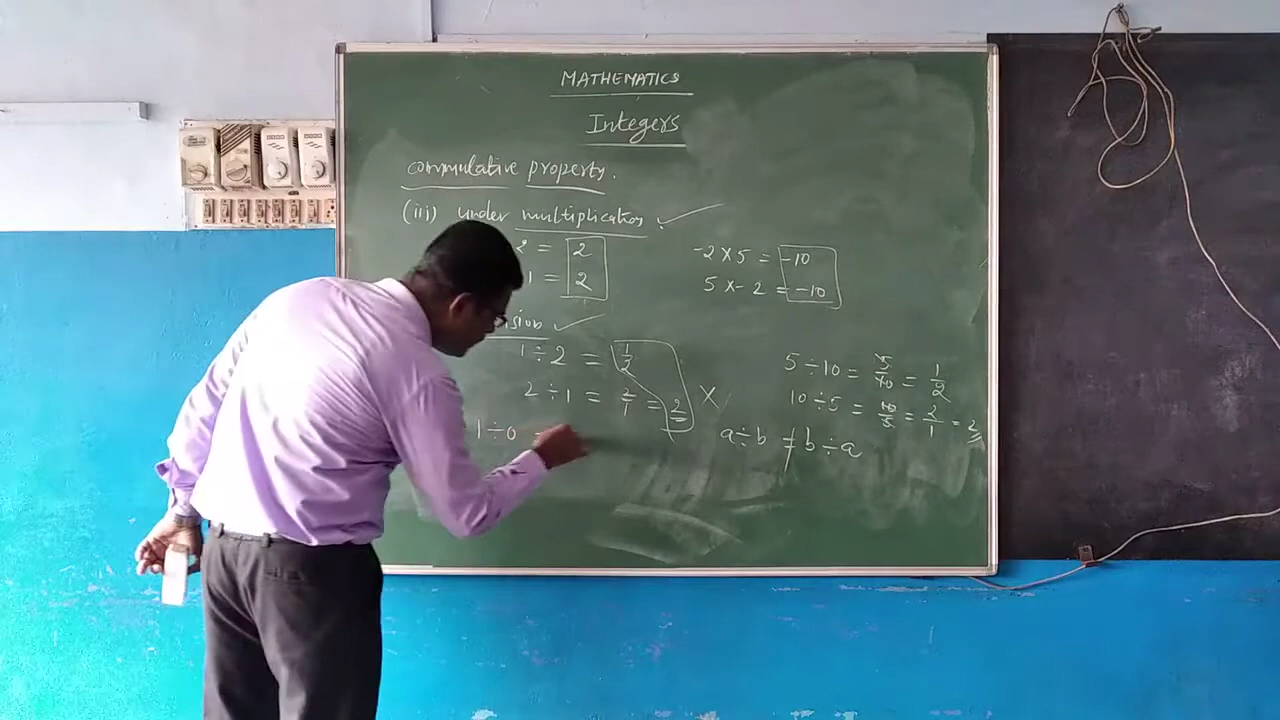 MATHEMATICS
Integers
commulative property.
(iii) under multiplication ✓
2 = 2
1 = 2
-2 × 5 = -10
5 × -2 = -10
ision ✓
1 ÷ 2 = 1/2
2 ÷ 1 = 2/1 = 2
X
5 ÷ 10 = 5/10 = 1/2
10 ÷ 5 = 10/5 = 2/1 = 2
1 ÷ 0
a ÷ b ≠ b ÷ a